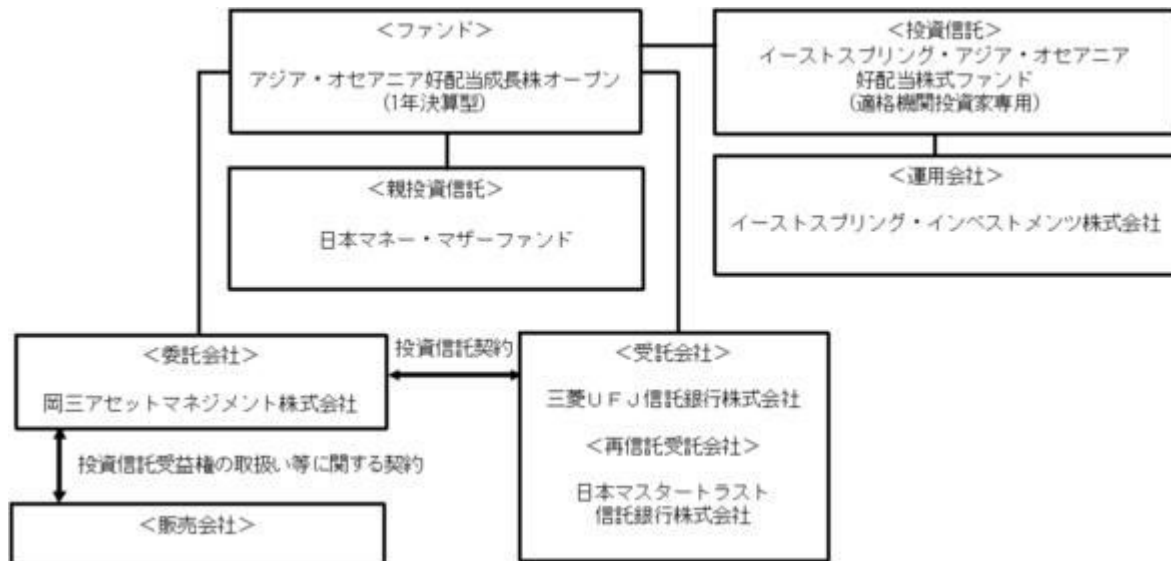 ＜ファンド＞
アジア・オセアニア好配当成長株オープン
(1年決算型)
＜投資信託＞
イーストスプリング・アジア・オセアニア
好配当株式ファンド
(適格機関投資家専用)
＜親投資信託＞
日本マネー・マザーファンド
＜運用会社＞
イーストスプリング・インベストメンツ株式会社
＜委託会社＞
岡三アセットマネジメント株式会社
投資信託契約
＜受託会社＞
三菱ＵＦＪ信託銀行株式会社
＜再信託受託会社＞
日本マスタートラスト
信託銀行株式会社
投資信託受益権の取扱い等に関する契約
＜販売会社＞